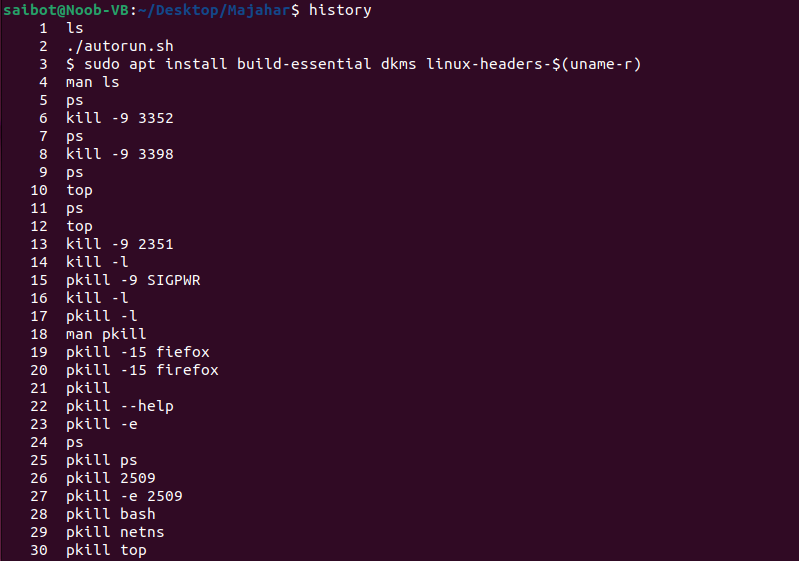 saibot@Noob-VB:~/Desktop/Majahar$ history
1 ls
2 ./autorun.sh
3 $ sudo apt install build-essential dkms linux-headers-$(uname-r)
4 man ls
5 ps
6 kill -9 3352
7 ps
8 kill -9 3398
9 ps
10 top
11 ps
12 top
13 kill -9 2351
14 kill -l
15 pkill -9 SIGPWR
16 kill -l
17 pkill -l
18 man pkill
19 pkill -15 fiefox
20 pkill -15 firefox
21 pkill
22 pkill --help
23 pkill -e
24 ps
25 pkill ps
26 pkill 2509
27 pkill -e 2509
28 pkill bash
29 pkill netns
30 pkill top